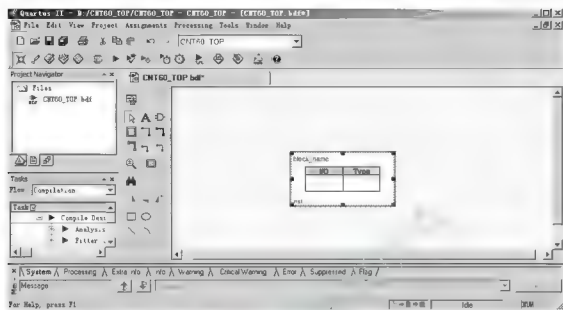 Quartus II - D:/CNT60_TOP/CNT60_TOP - CNT60_TOP - [CNT60_TOP.bdf*]
File Edit View Project Assignments Processing Tools Window Help
CNT60_TOP
Project Navigator
CNT60_TOP.bdf*
Files
CNT60_TOP.bdf
block_name
I/O Type
inst
Tasks
Flow: Compilation
Task
Compile Desi
Analysis
Fitter
System Processing Extra Info Info Warning Critical Warning Error Suppressed Flag
Message
For Help, press F1
Idle
NUM